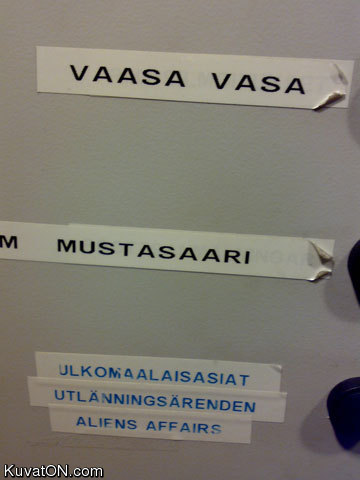 VAASA VASA
M MUSTASAARI
ULKOMAALAISASIAT
UTLÄNNINGSÄRENDEN
ALIENS AFFAIRS
KuvatON.com